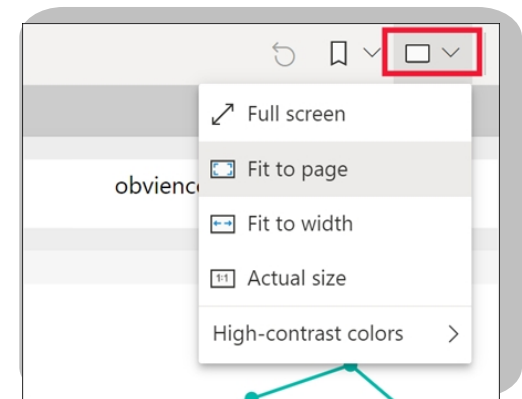 Full screen
Fit to page
obvienc
Fit to width
1:1 Actual size
High-contrast colors